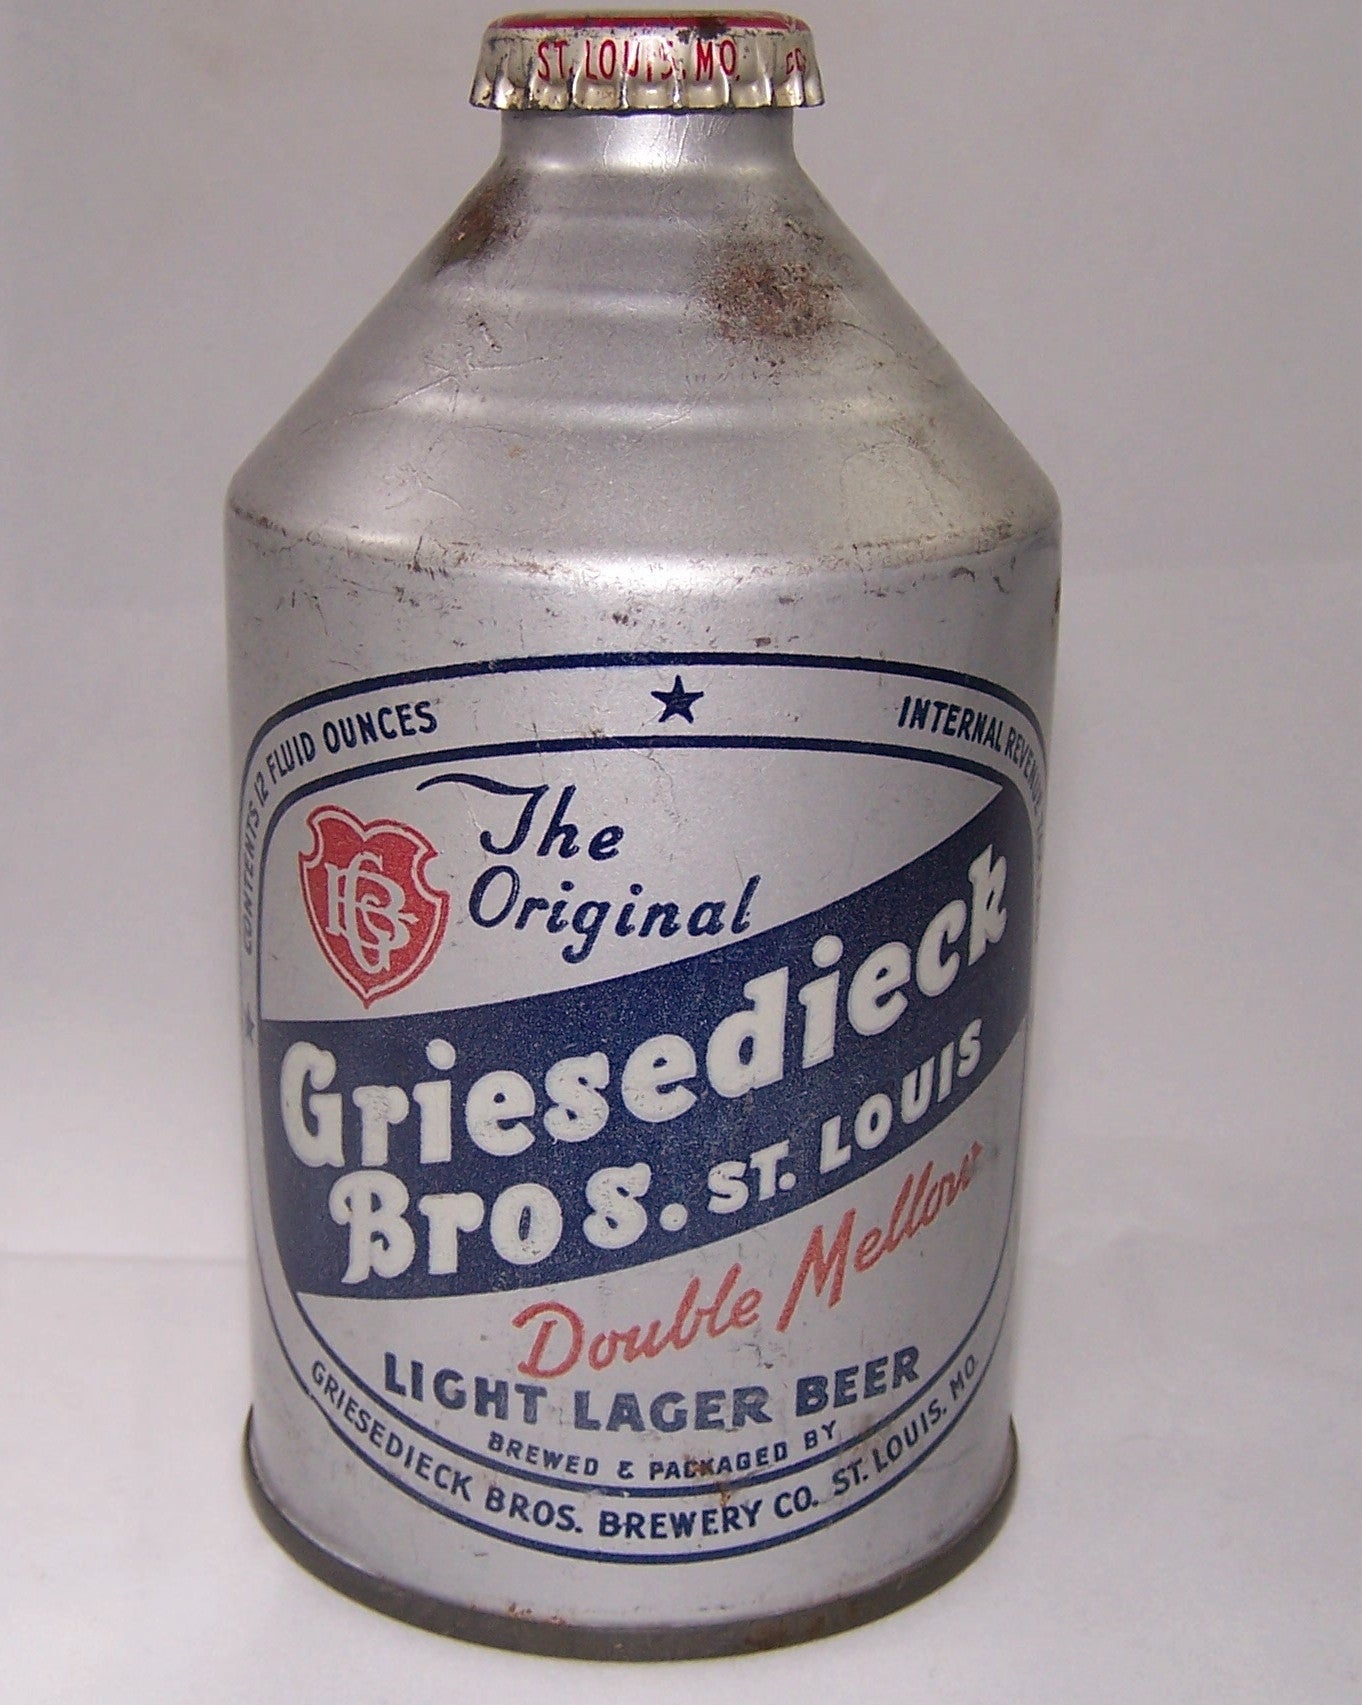 ST. LOUIS, MO.
CONTENTS 12 FLUID OUNCES
INTERNAL REVENUE
GBB
The
Original
Griesedieck
Bros. ST. LOUIS
Double Mellow
LIGHT LAGER BEER
BREWED & PACKAGED BY
GRIESEDIECK BROS. BREWERY CO. ST. LOUIS, MO.